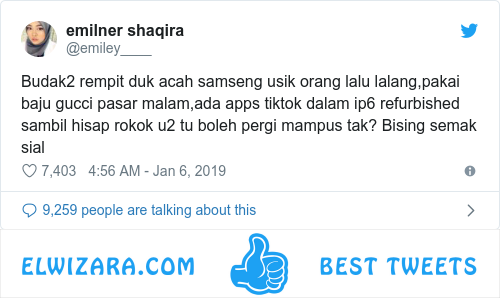 emilner shaqira
@emiley____
Budak2 rempit duk acah samseng usik orang lalu lalang,pakai
baju gucci pasar malam,ada apps tiktok dalam ip6 refurbished
sambil hisap rokok u2 tu boleh pergi mampus tak? Bising semak
sial
7,403 4:56 AM - Jan 6, 2019
9,259 people are talking about this
ELWIZARA.COM BEST TWEETS